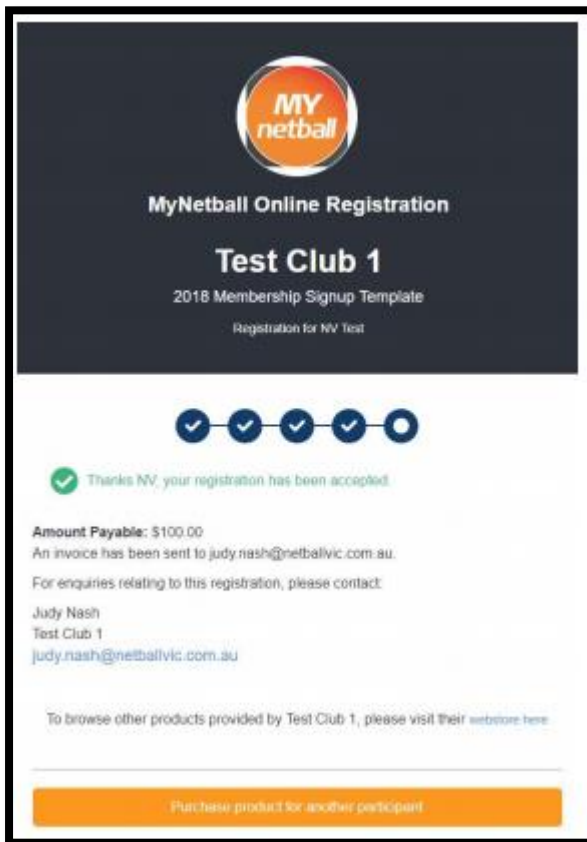 MY
netball
MyNetball Online Registration
Test Club 1
2018 Membership Signup Template
Registration for NV Test
Thanks NV, your registration has been accepted.
Amount Payable: $100.00
An invoice has been sent to judy.nash@netballvic.com.au.
For enquiries relating to this registration, please contact:
Judy Nash
Test Club 1
judy.nash@netballvic.com.au
To browse other products provided by Test Club 1, please visit their webstore here
Purchase product for another participant